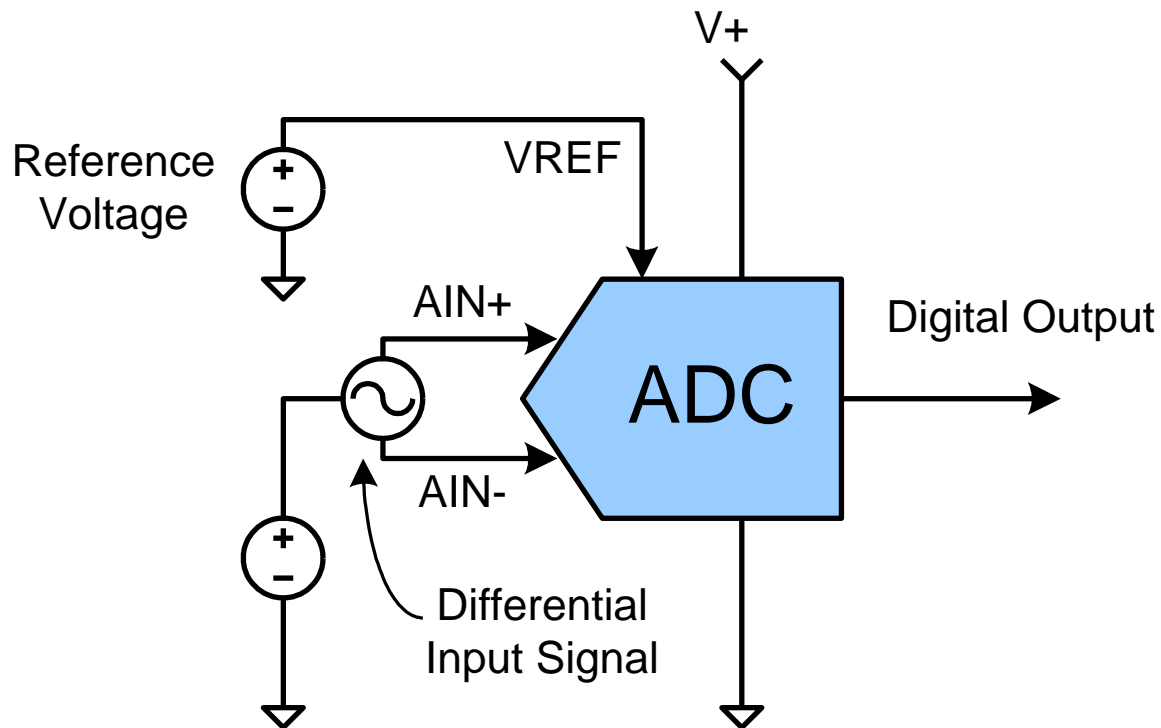 V+
Reference
Voltage
VREF
AIN+
Digital Output
ADC
AIN-
Differential
Input Signal